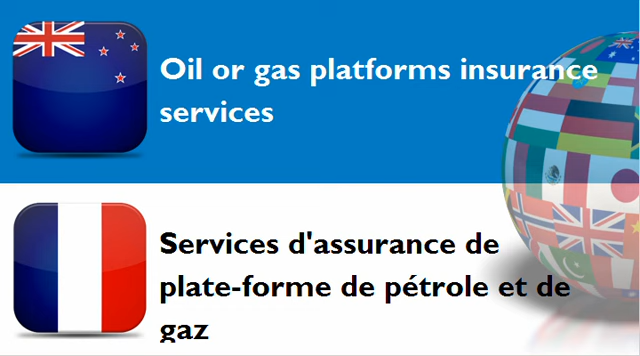 Oil or gas platforms insurance
services
Services d'assurance de
plate-forme de pétrole et de
gaz